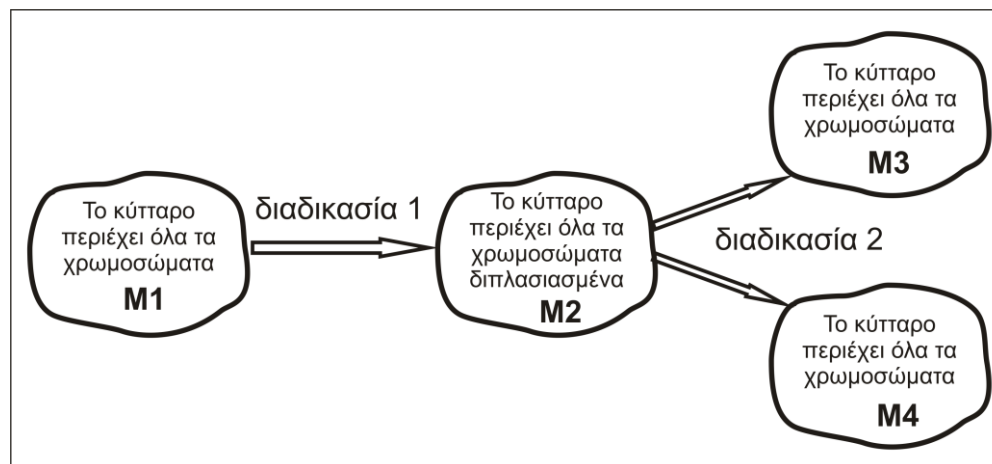 Το κύτταρο
περιέχει όλα τα
χρωμοσώματα
M1
διαδικασία 1
Το κύτταρο
περιέχει όλα τα
χρωμοσώματα
διπλασιασμένα
M2
διαδικασία 2
Το κύτταρο
περιέχει όλα τα
χρωμοσώματα
M3
Το κύτταρο
περιέχει όλα τα
χρωμοσώματα
M4